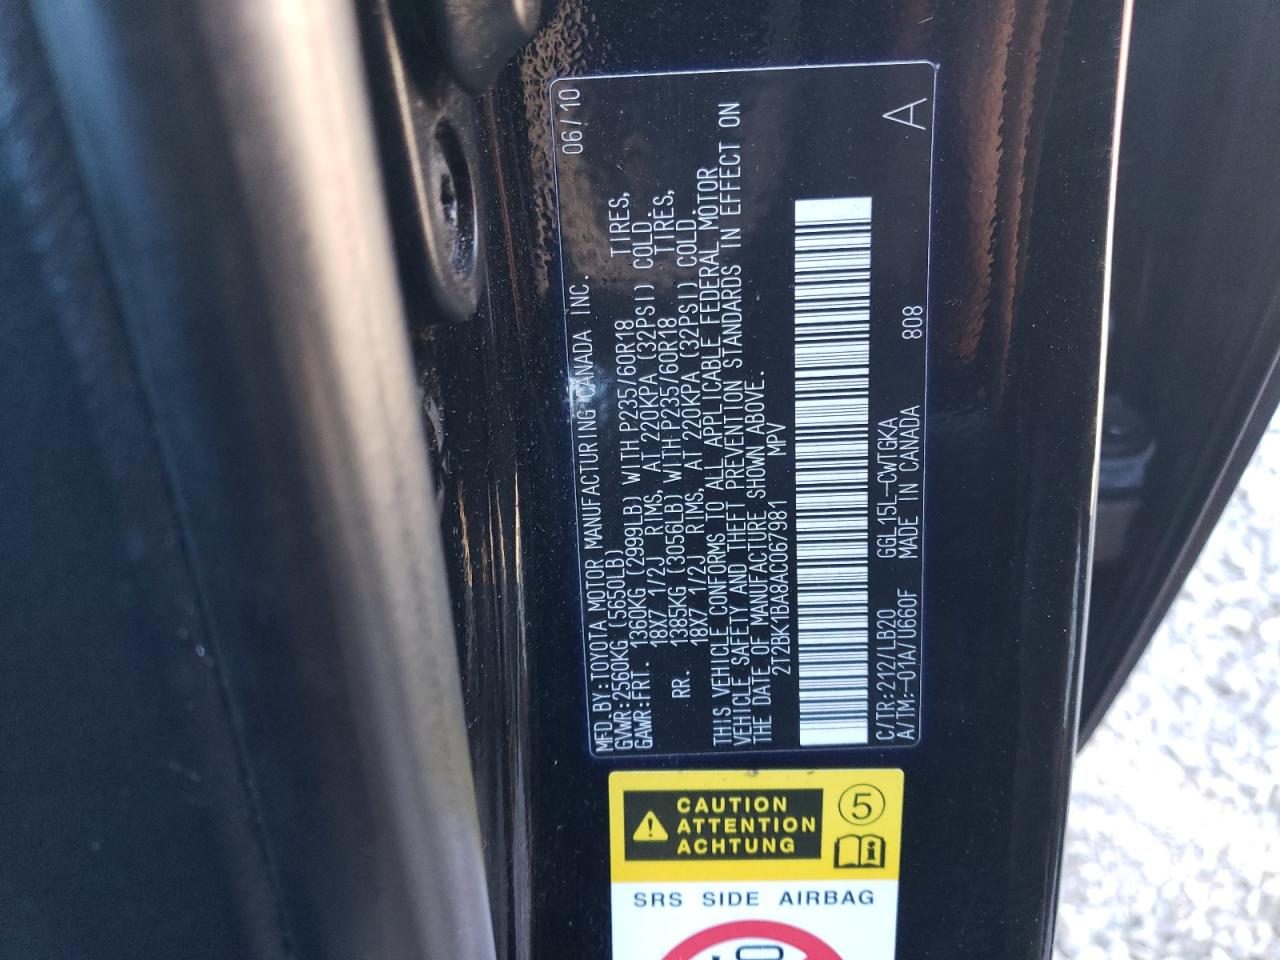 06/10
MFD.BY:TOYOTA MOTOR MANUFACTURING CANADA INC.
GVWR:2560KG (5650LB)
GAWR:FRT. 1360KG (2999LB) WITH P235/60R18 TIRES,
18X7 1/2J RIMS, AT 220KPA (32PSI) COLD.
RR. 1385KG (3056LB) WITH P235/60R18 TIRES,
18X7 1/2J RIMS, AT 220KPA (32PSI) COLD.
THIS VEHICLE CONFORMS TO ALL APPLICABLE FEDERAL MOTOR
VEHICLE SAFETY AND THEFT PREVENTION STANDARDS IN EFFECT ON
THE DATE OF MANUFACTURE SHOWN ABOVE.
2T2BK1BA8AC067981 MPV
C/TR:212/LB20 GGL15L-CWTGKA 808
A/TM:-01A/U660F MADE IN CANADA A
CAUTION
ATTENTION
ACHTUNG
5
SRS SIDE AIRBAG